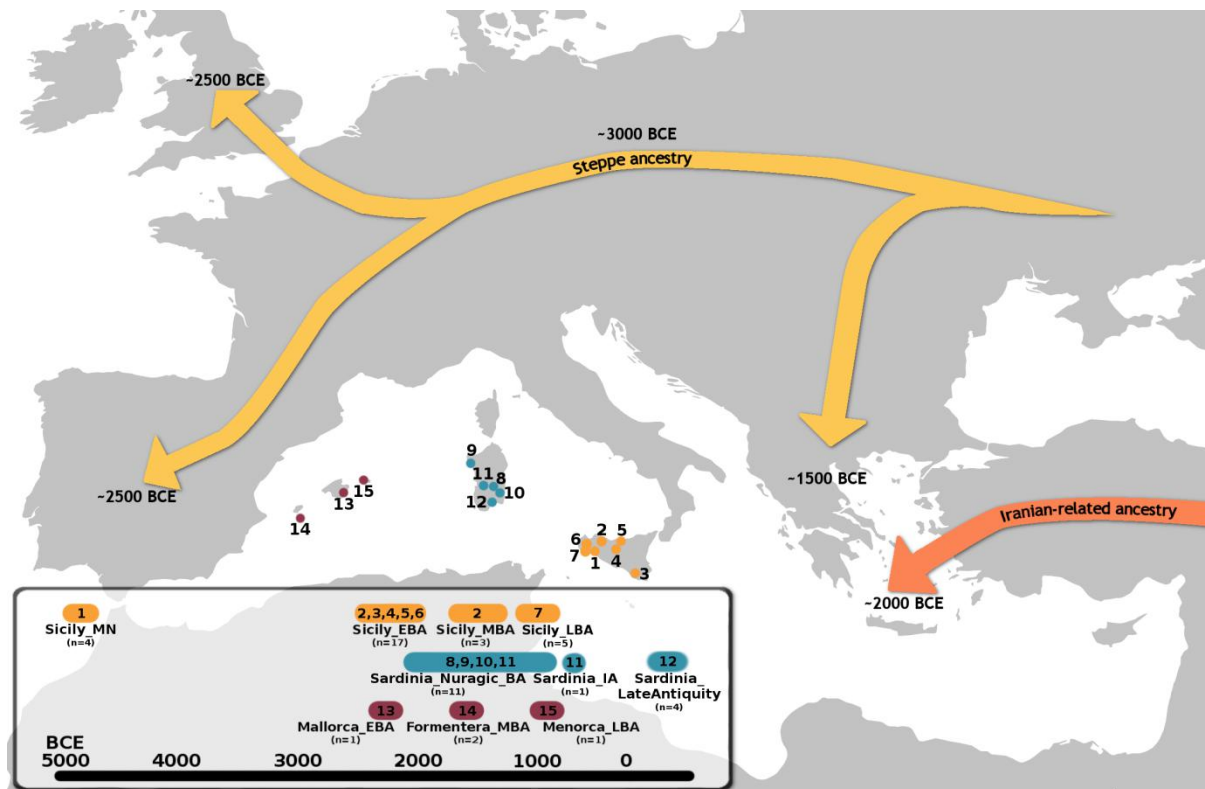 ~2500 BCE
~3000 BCE
Steppe ancestry
~2500 BCE
~1500 BCE
Iranian-related ancestry
~2000 BCE
9
11
8
10
12
15
13
14
6
2
5
7
1
4
3
1
2,3,4,5,6
2
7
Sicily_MN
Sicily_EBA
Sicily_MBA
Sicily_LBA
(n=4)
(n=17)
(n=3)
(n=5)
8,9,10,11
11
12
Sardinia_Nuragic_BA
Sardinia_IA
Sardinia_
LateAntiquity
(n=11)
(n=1)
(n=4)
13
14
15
Mallorca_EBA
Formentera_MBA
Menorca_LBA
(n=1)
(n=2)
(n=1)
BCE
5000 4000 3000 2000 1000 0